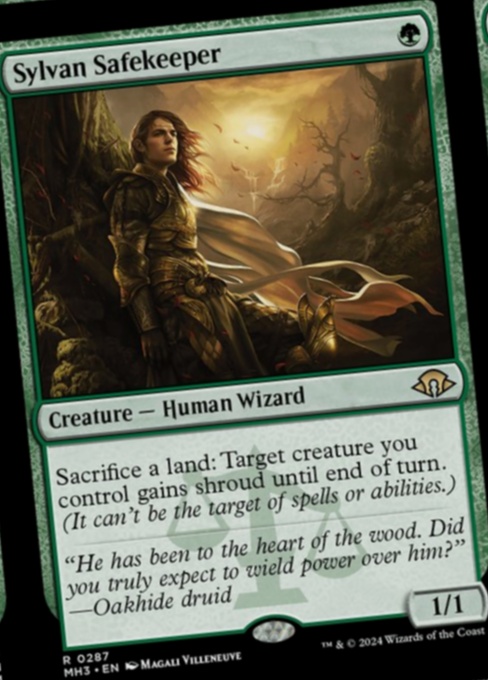 Sylvan Safekeeper
Creature — Human Wizard
Sacrifice a land: Target creature you
control gains shroud until end of turn.
(It can't be the target of spells or abilities.)
"He has been to the heart of the wood. Did
you truly expect to wield power over him?"
—Oakhide druid
1/1
R 0287
MH3 • EN MAGALI VILLENEUVE
™ & © 2024 Wizards of the Coast